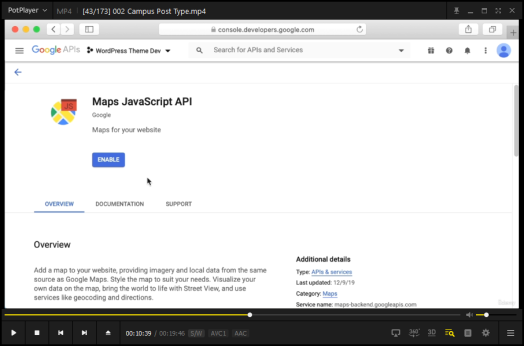 PotPlayer MP4 [43/173] 002 Campus Post Type.mp4
console.developers.google.com
Google APIs WordPress Theme Dev Search for APIs and Services
Maps JavaScript API
Google
Maps for your website
ENABLE
OVERVIEW DOCUMENTATION SUPPORT
Overview
Add a map to your website, providing imagery and local data from the same
source as Google Maps. Style the map to suit your needs. Visualize your
own data on the map, bring the world to life with Street View, and use
services like geocoding and directions.
Additional details
Type: APIs & services
Last updated: 12/9/19
Category: Maps
Service name: maps-backend.googleapis.com
JS
Udemy
00:10:39 / 00:19:46 S/W AVC1 AAC
360° 3D